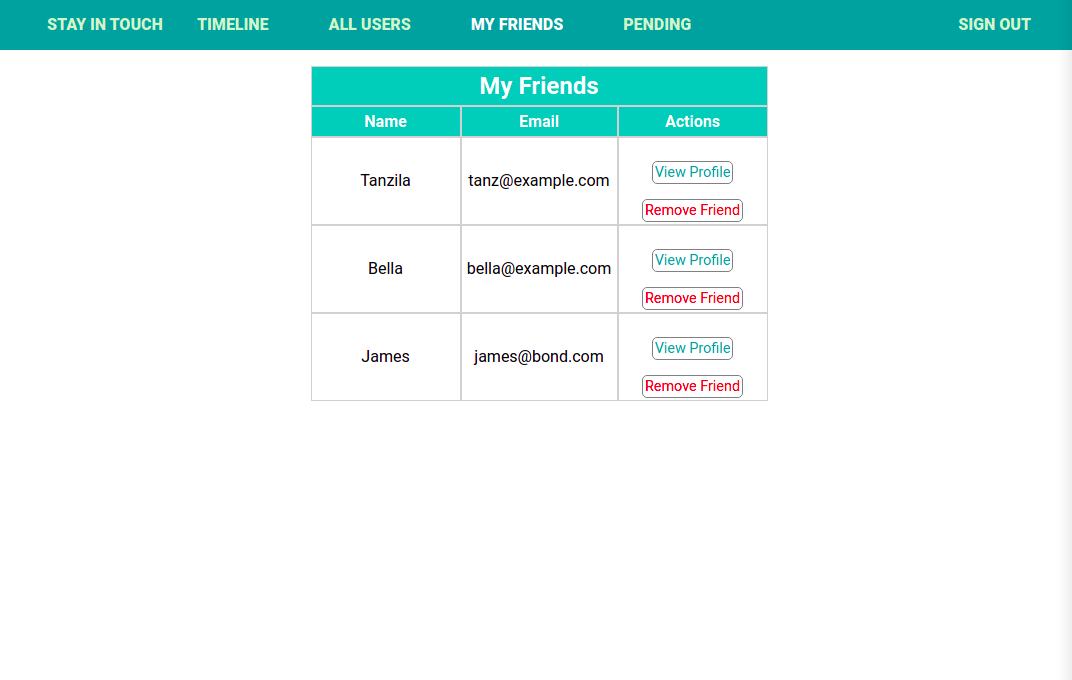 STAY IN TOUCH TIMELINE ALL USERS MY FRIENDS PENDING SIGN OUT
My Friends
Name Email Actions
Tanzila tanz@example.com View Profile
Remove Friend
Bella bella@example.com View Profile
Remove Friend
James james@bond.com View Profile
Remove Friend